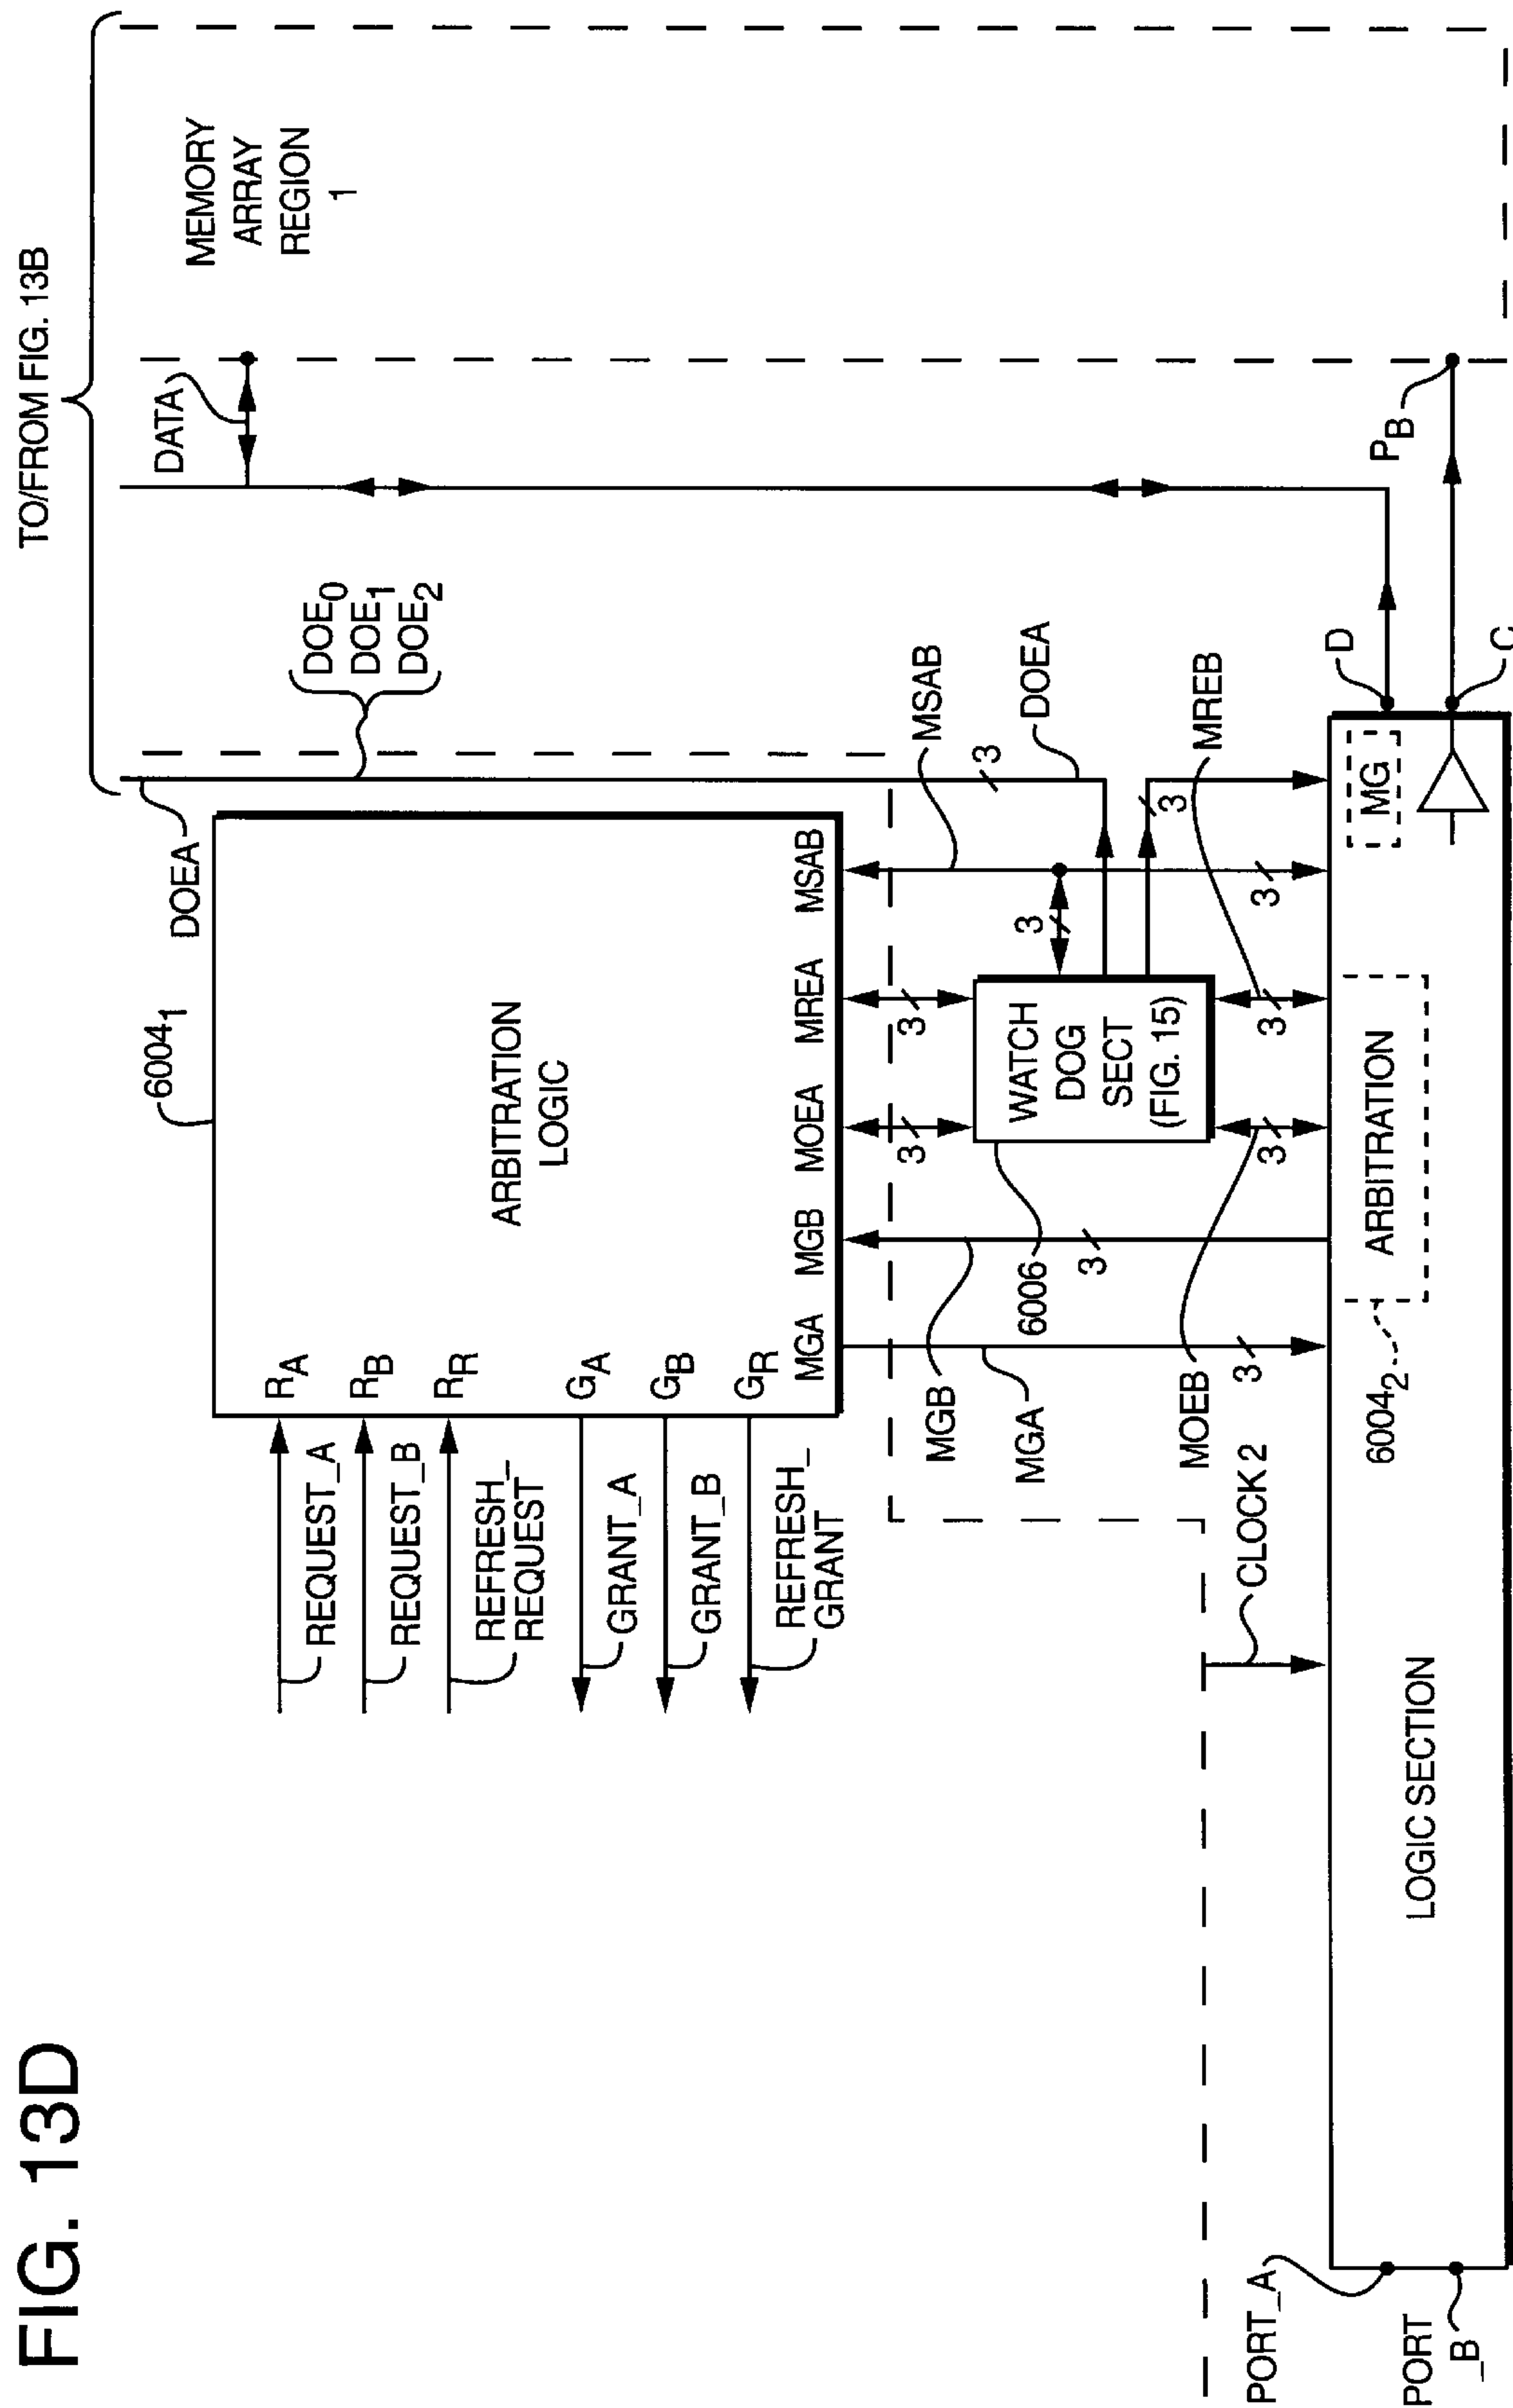 FIG. 13D
TO/FROM FIG. 13B
MEMORY
ARRAY
REGION
1
DATA
DOE0
DOE1
DOE2
DOEA
6004₁
ARBITRATION
LOGIC
RA
RB
RR
GA
GB
GR
REQUEST_A
REQUEST_B
REFRESH_
REQUEST
GRANT_A
GRANT_B
REFRESH_
GRANT
MGA
MGB
MOEA
MREA
MSAB
MSAB
DOEA
MREB
3
3
3
3
3
3
3
3
3
3
WATCH
DOG
SECT
(FIG. 15)
6006
MGB
MGA
MOEB
CLOCK 2
PB
D
C
MG
ARBITRATION
6004₂
LOGIC SECTION
PORT_A
PORT
_B